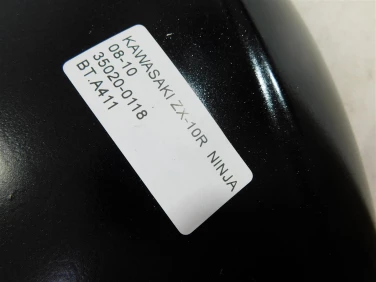 KAWASAKI ZX-10R NINJA
08-10
35020-0118
BT.A411